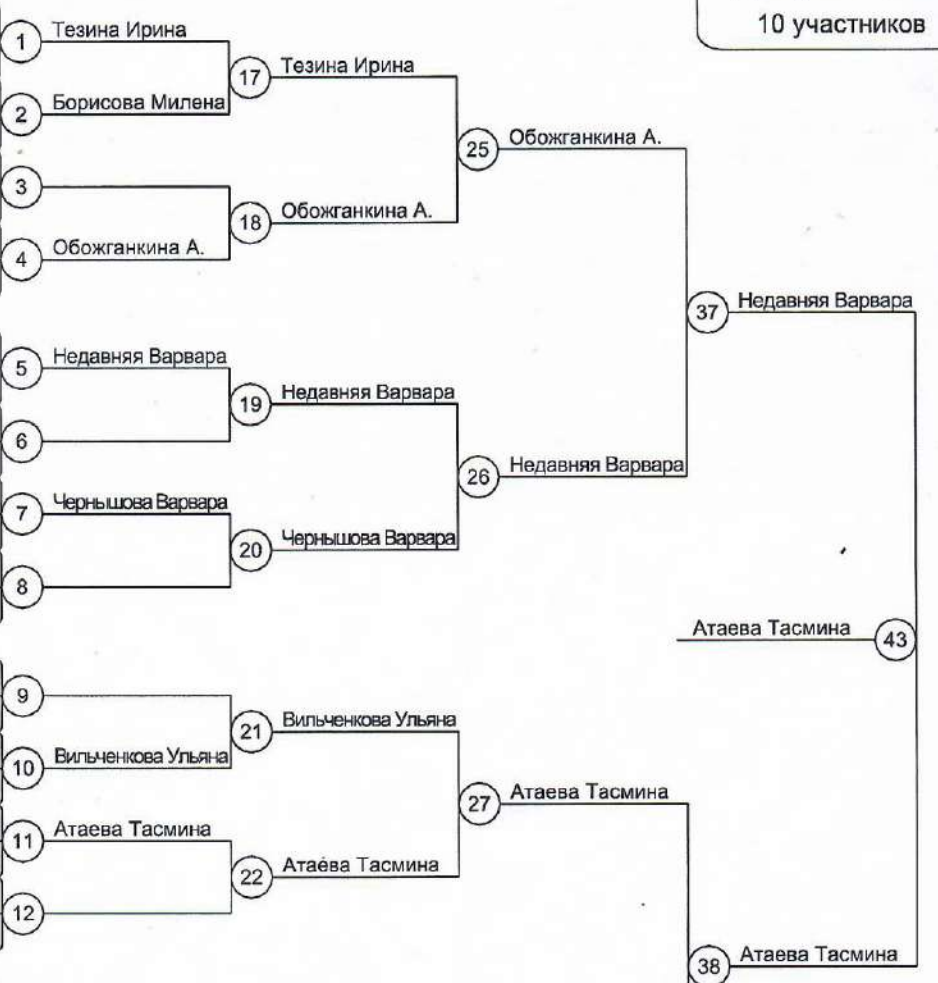 10 участников
1 Тезина Ирина
17 Тезина Ирина
2 Борисова Милена
25 Обожганкина А.
3
18 Обожганкина А.
4 Обожганкина А.
37 Недавняя Варвара
5 Недавняя Варвара
19 Недавняя Варвара
6
26 Недавняя Варвара
7 Чернышова Варвара
20 Чернышова Варвара
8
Атаева Тасмина 43
9
21 Вильченкова Ульяна
10 Вильченкова Ульяна
27 Атаева Тасмина
11 Атаева Тасмина
22 Атаева Тасмина
12
38 Атаева Тасмина